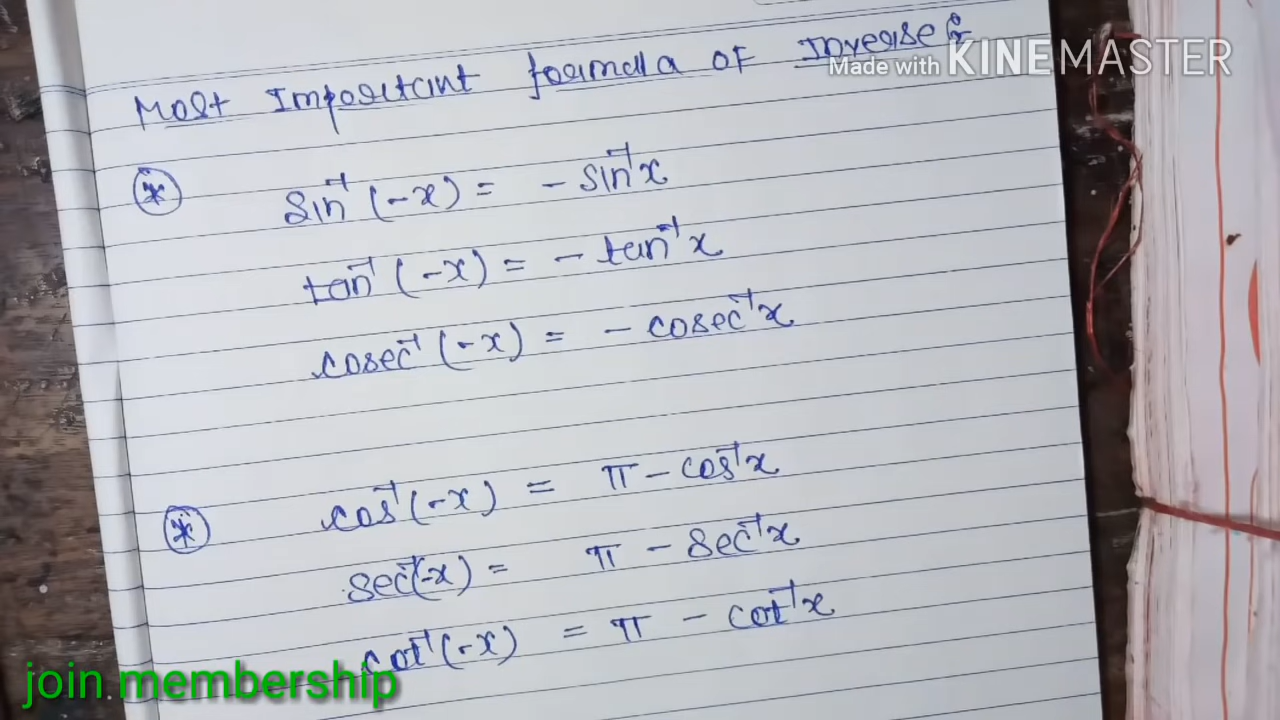 Most Important formula of Inverse
Made with KINEMASTER
* sin⁻¹(-x) = - sin⁻¹x
tan⁻¹(-x) = - tan⁻¹x
cosec⁻¹(-x) = - cosec⁻¹x
* cos⁻¹(-x) = π - cos⁻¹x
sec⁻¹(-x) = π - sec⁻¹x
cot⁻¹(-x) = π - cot⁻¹x
join.membership